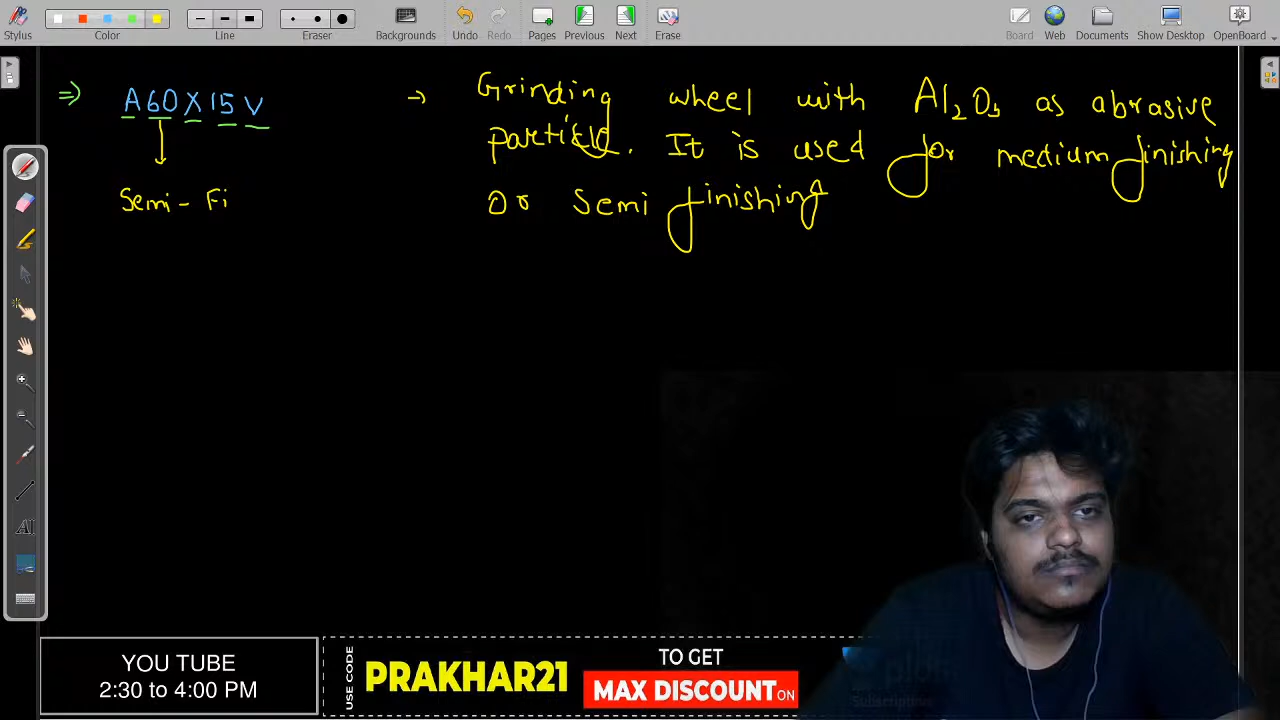 Stylus
Color
Line
Eraser
Backgrounds
Undo
Redo
Pages
Previous
Next
Erase
Board
Web
Documents
Show Desktop
OpenBoard
⇒ A 60 X 15 V
Semi - Fi
→ Grinding wheel with Al2O3 as abrasive
particle. It is used for medium finishing
or semi finishing
YOU TUBE
2:30 to 4:00 PM
USE CODE
PRAKHAR21
TO GET
MAX DISCOUNT ON
Subscription